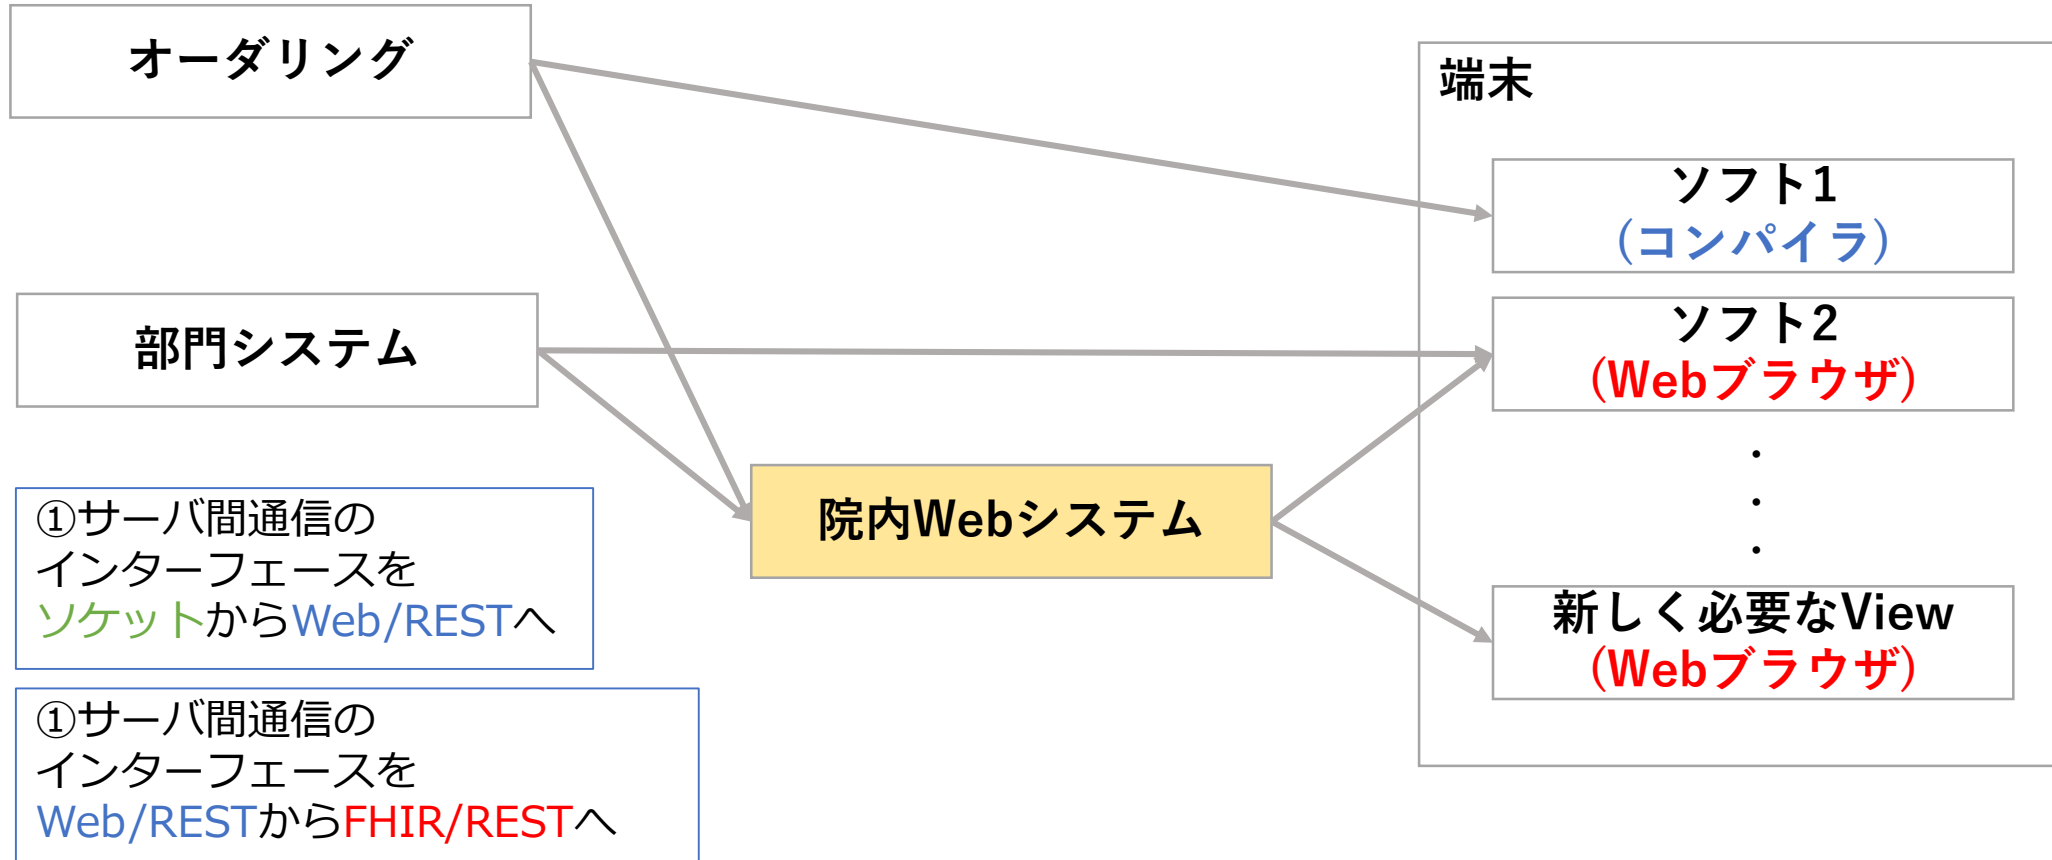 オーダリング
端末
ソフト1
(コンパイラ)
部門システム
ソフト2
(Webブラウザ)
・
・
・
院内Webシステム
①サーバ間通信の
インターフェースを
ソケットからWeb/RESTへ
新しく必要なView
(Webブラウザ)
①サーバ間通信の
インターフェースを
Web/RESTからFHIR/RESTへ